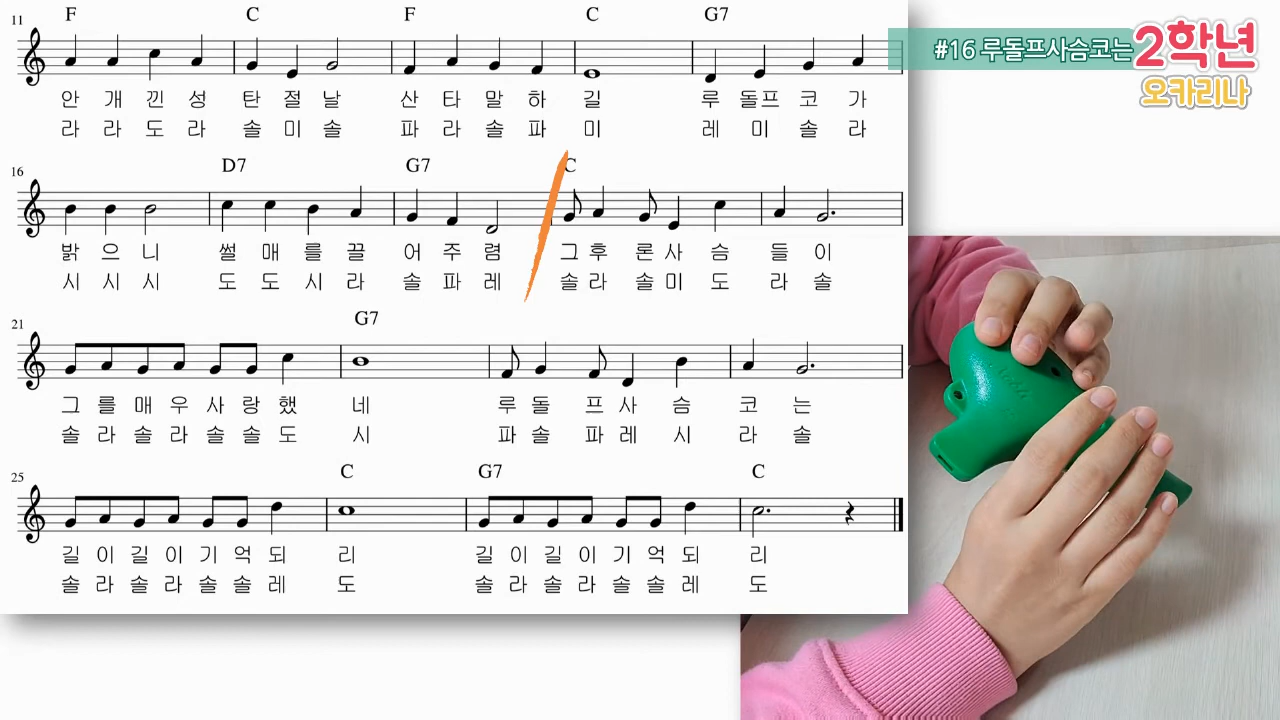 #16 루돌프사슴코는
2학년
오카리나
11 F C F C G7
안 개 낀 성 탄 절 날 산 타 말 하 길 루 돌프 코 가
라 라 도 라 솔 미 솔 파 라 솔 파 미 레 미 솔 라
16 D7 G7 C
밝 으 니 썰 매 를 끌 어 주 렴 그 후 론 사 슴 들 이
시 시 시 도 도 시 라 솔 파 레 솔 라 솔 미 도 라 솔
21 G7
그 를 매 우 사 랑 했 네 루 돌 프 사 슴 코 는
솔 라 솔 라 솔 솔 도 시 파 솔 파 레 시 라 솔
25 C G7 C
길 이 길 이 기 억 되 리 길 이 길 이 기 억 되 리
솔 라 솔 라 솔 솔 레 도 솔 라 솔 라 솔 솔 레 도